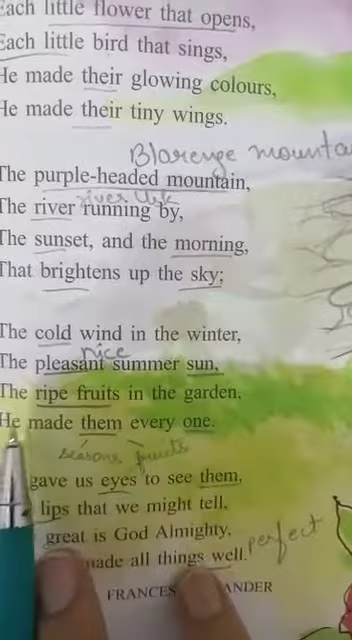 Each little flower that opens,
Each little bird that sings,
He made their glowing colours,
He made their tiny wings.
Blorenge mounta
The purple-headed mountain,
river Usk
The river running by,
The sunset, and the morning,
That brightens up the sky;
The cold wind in the winter,
nice
The pleasant summer sun,
The ripe fruits in the garden,
He made them every one.
seasons fruits
gave us eyes to see them,
lips that we might tell,
great is God Almighty,
made all things well. perfect
FRANCES ANDER